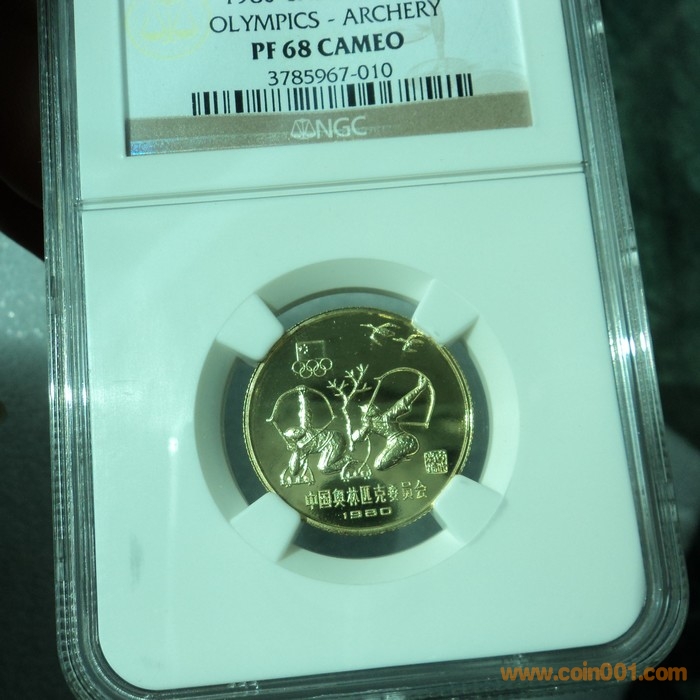 OLYMPICS - ARCHERY
PF 68 CAMEO
3785967-010
NGC
中国奥林匹克委员会
1980
www.coin001.com